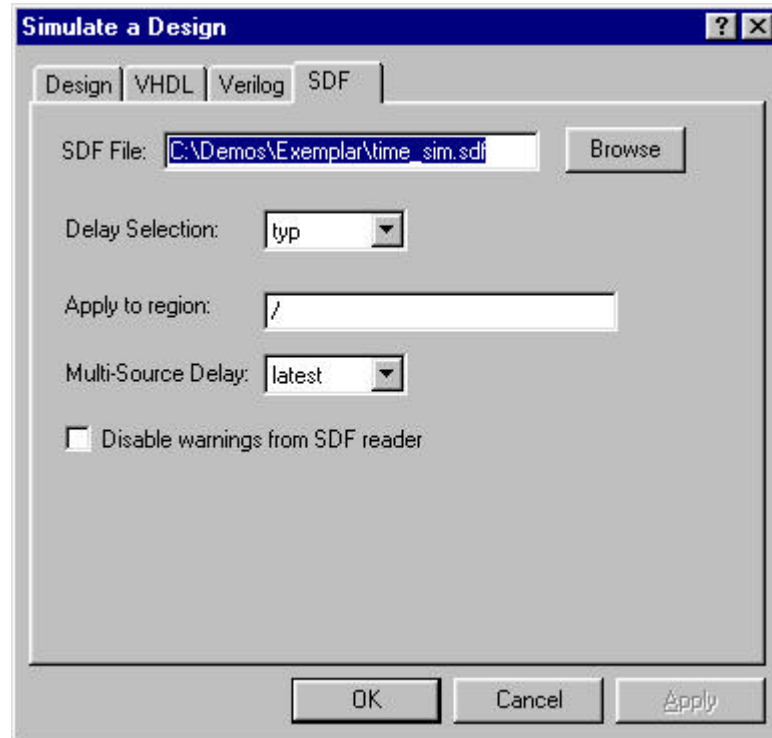 Simulate a Design
Design VHDL Verilog SDF
SDF File: C:\Demos\Exemplar\time_sim.sdf Browse
Delay Selection: typ
Apply to region: /
Multi-Source Delay: latest
Disable warnings from SDF reader
OK Cancel Apply